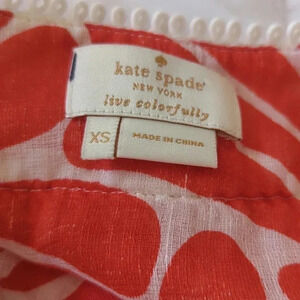 kate spade
NEW YORK
live colorfully
XS
MADE IN CHINA